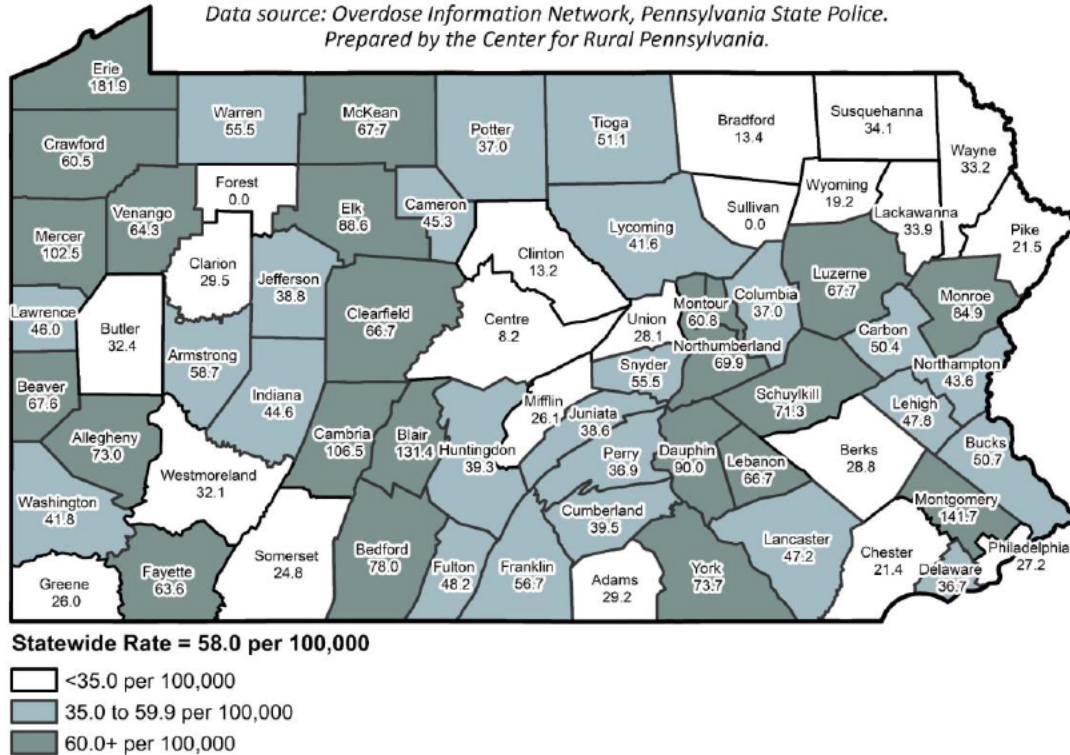 Data source: Overdose Information Network, Pennsylvania State Police.
Prepared by the Center for Rural Pennsylvania.
Erie
181.9
Warren
55.5
McKean
67.7
Potter
37.0
Tioga
51.1
Bradford
13.4
Susquehanna
34.1
Wayne
33.2
Crawford
60.5
Forest
0.0
Venango
64.3
Elk
88.6
Cameron
45.3
Sullivan
0.0
Wyoming
19.2
Lackawanna
33.9
Pike
21.5
Mercer
102.5
Clarion
29.5
Jefferson
38.8
Clinton
13.2
Lycoming
41.6
Luzerne
67.7
Monroe
84.9
Lawrence
46.0
Butler
32.4
Clearfield
66.7
Centre
8.2
Union
28.1
Montour
60.8
Columbia
37.0
Carbon
50.4
Armstrong
58.7
Indiana
44.6
Snyder
55.5
Northumberland
69.9
Northampton
43.6
Beaver
67.6
Mifflin
26.1
Juniata
38.6
Schuylkill
71.3
Lehigh
47.8
Allegheny
73.0
Cambria
106.5
Blair
131.4
Huntingdon
39.3
Perry
36.9
Dauphin
90.0
Lebanon
66.7
Berks
28.8
Bucks
50.7
Westmoreland
32.1
Washington
41.8
Cumberland
39.5
Montgomery
141.7
Lancaster
47.2
Philadelphia
27.2
Greene
26.0
Fayette
63.6
Somerset
24.8
Bedford
78.0
Fulton
48.2
Franklin
56.7
Adams
29.2
York
73.7
Chester
21.4
Delaware
36.7
Statewide Rate = 58.0 per 100,000
<35.0 per 100,000
35.0 to 59.9 per 100,000
60.0+ per 100,000